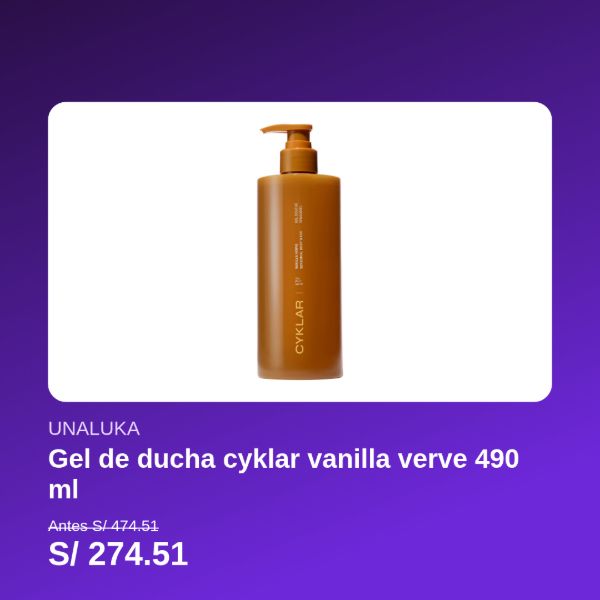 CYKLAR
UNALUKA
Gel de ducha cyklar vanilla verve 490
ml
Antes S/ 474.51
S/ 274.51